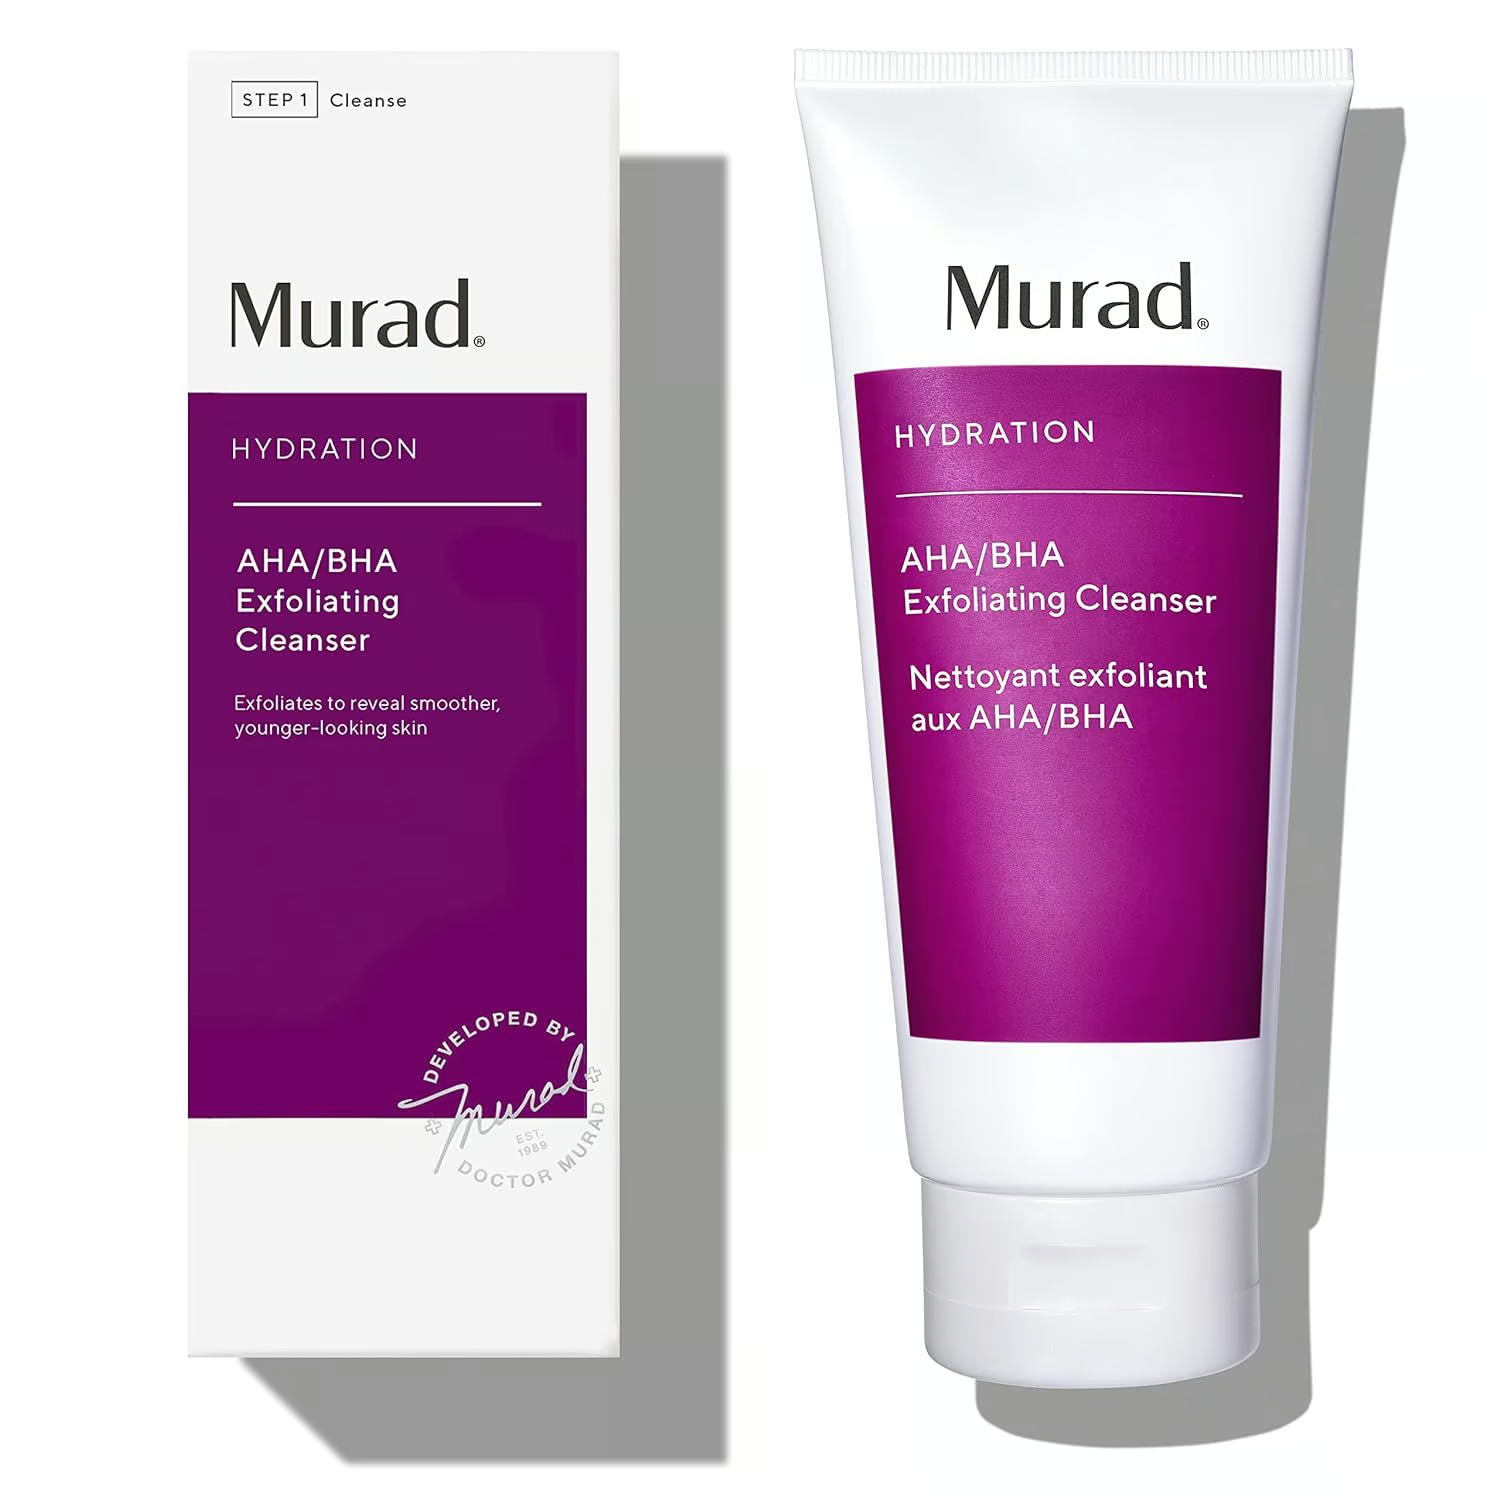 STEP 1 Cleanse
Murad®
HYDRATION
AHA/BHA
Exfoliating
Cleanser
Exfoliates to reveal smoother,
younger-looking skin
DEVELOPED BY
Murad
EST.
1989
DOCTOR MURAD
Murad®
HYDRATION
AHA/BHA
Exfoliating Cleanser
Nettoyant exfoliant
aux AHA/BHA